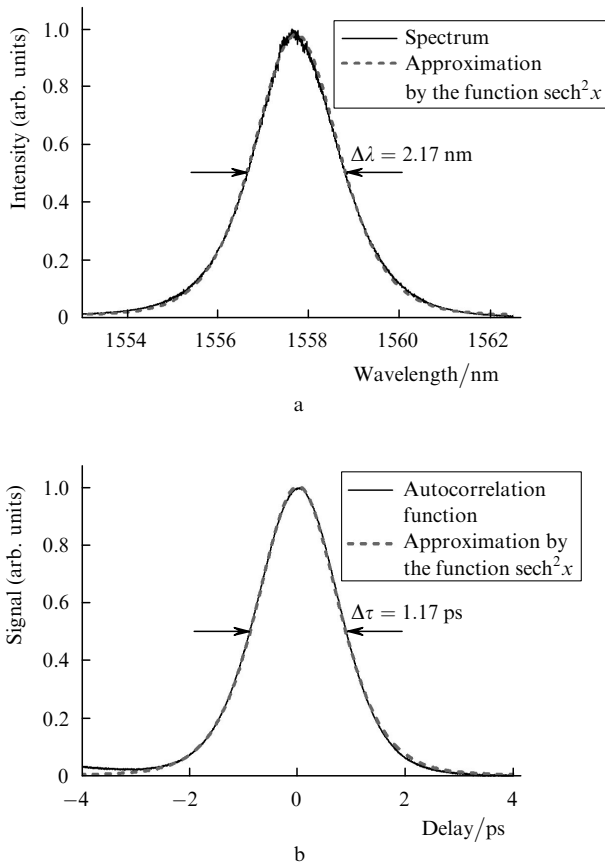 Intensity (arb. units)
1.0
0.8
0.6
0.4
0.2
0
Spectrum
Approximation
by the function sech²x
Δλ = 2.17 nm
1554 1556 1558 1560 1562
Wavelength/nm
a
Signal (arb. units)
1.0
0.8
0.6
0.4
0.2
0
Autocorrelation
function
Approximation by
the function sech²x
Δτ = 1.17 ps
−4 −2 0 2 4
Delay/ps
b